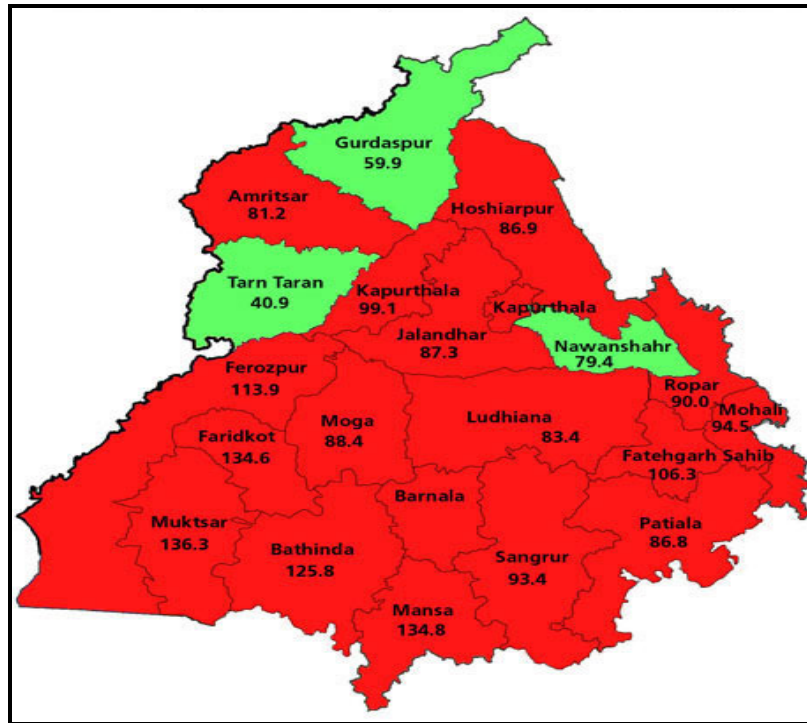 Gurdaspur
59.9
Amritsar
81.2
Hoshiarpur
86.9
Tarn Taran
40.9
Kapurthala
99.1
Kapurthala
Jalandhar
87.3
Nawanshahr
79.4
Ferozpur
113.9
Ropar
90.0
Mohali
94.5
Moga
88.4
Ludhiana
83.4
Faridkot
134.6
Fatehgarh Sahib
106.3
Barnala
Muktsar
136.3
Bathinda
125.8
Sangrur
93.4
Patiala
86.8
Mansa
134.8